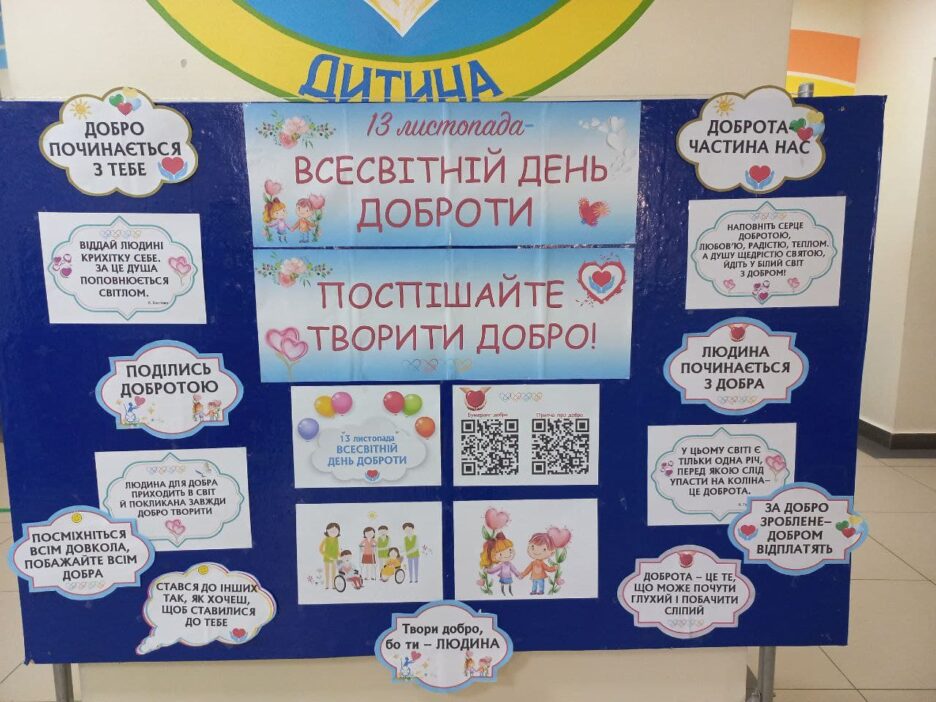 ДИТИНА
13 листопада-
ВСЕСВІТНІЙ ДЕНЬ
ДОБРОТИ
ПОСПІШАЙТЕ
ТВОРИТИ ДОБРО!
ДОБРО
ПОЧИНАЄТЬСЯ
З ТЕБЕ
ВІДДАЙ ЛЮДИНІ
КРИХІТКУ СЕБЕ.
ЗА ЦЕ ДУША
ПОПОВНЮЄТЬСЯ
СВІТЛОМ.
ПОДІЛИСЬ
ДОБРОТОЮ
ЛЮДИНА ДЛЯ ДОБРА
ПРИХОДИТЬ В СВІТ
Й ПОКЛИКАНА ЗАВЖДИ
ДОБРО ТВОРИТИ
ПОСМІХНІТЬСЯ
ВСІМ ДОВКОЛА,
ПОБАЖАЙТЕ ВСІМ
ДОБРА
СТАВСЯ ДО ІНШИХ
ТАК, ЯК ХОЧЕШ,
ЩОБ СТАВИЛИСЯ
ДО ТЕБЕ
13 листопада
ВСЕСВІТНІЙ
ДЕНЬ ДОБРОТИ
Бумеранг добра
Притча про добро
Твори добро,
бо ти – ЛЮДИНА
ДОБРОТА-
ЧАСТИНА НАС
НАПОВНІТЬ СЕРЦЕ
ДОБРОТОЮ,
ЛЮБОВ'Ю, РАДІСТЮ, ТЕПЛОМ.
А ДУШУ ЩЕДРІСТЮ СВЯТОЮ,
ЙДІТЬ У БІЛИЙ СВІТ
З ДОБРОМ!
ЛЮДИНА
ПОЧИНАЄТЬСЯ
З ДОБРА
У ЦЬОМУ СВІТІ Є
ТІЛЬКИ ОДНА РІЧ,
ПЕРЕД ЯКОЮ СЛІД
УПАСТИ НА КОЛІНА–
ЦЕ ДОБРОТА.
ЗА ДОБРО
ЗРОБЛЕНЕ–
ДОБРОМ
ВІДПЛАТЯТЬ
ДОБРОТА – ЦЕ ТЕ,
ЩО МОЖЕ ПОЧУТИ
ГЛУХИЙ І ПОБАЧИТИ
СЛІПИЙ